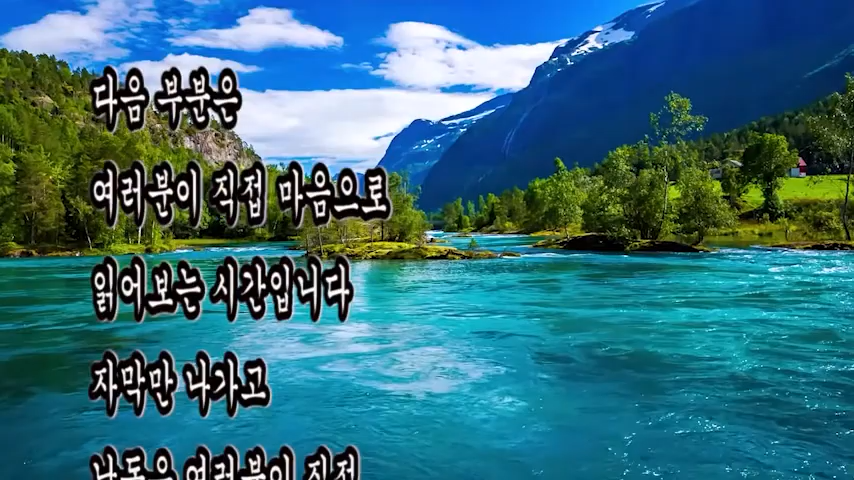 다음 부분은
여러분이 직접 마음으로
읽어보는 시간입니다
자막만 나가고
낭독은 여러분이 직접